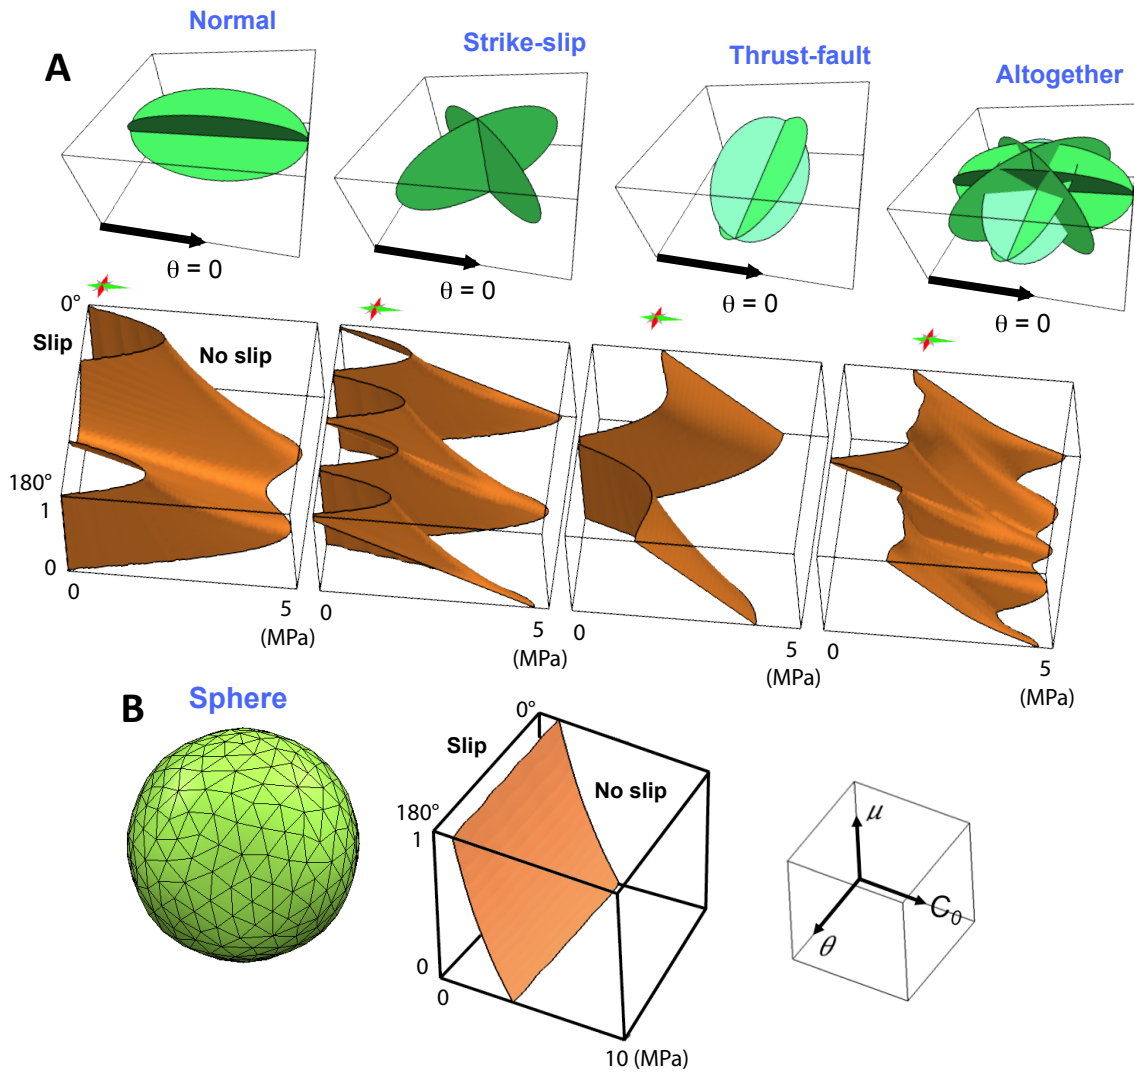 A
Normal
Strike-slip
Thrust-fault
Altogether
θ = 0
θ = 0
θ = 0
θ = 0
0°
Slip
No slip
180°
1
0
0
5
(MPa)
0
5
(MPa)
0
5
(MPa)
0
5
(MPa)
B
Sphere
0°
Slip
No slip
180°
1
0
0
10 (MPa)
μ
C₀
θ